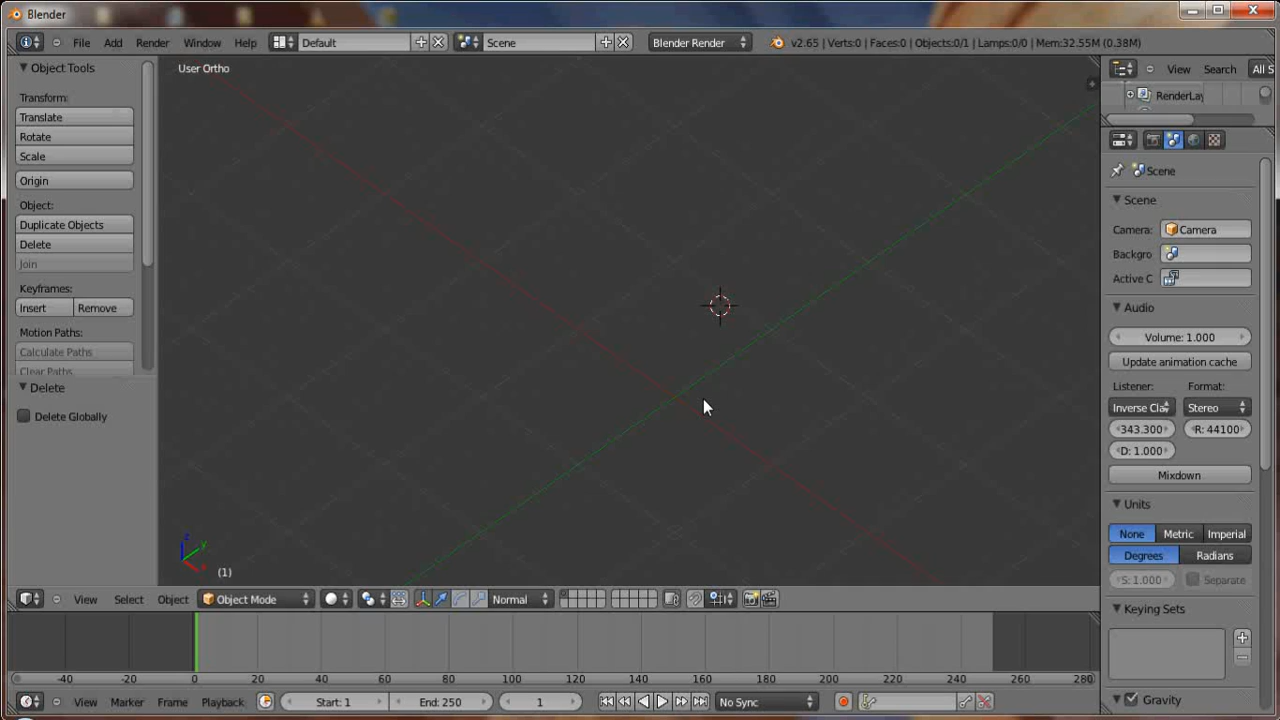 Blender
File Add Render Window Help Default Scene Blender Render v2.65 | Verts:0 | Faces:0 | Objects:0/1 | Lamps:0/0 | Mem:32.55M (0.38M)
Object Tools
Transform:
Translate
Rotate
Scale
Origin
Object:
Duplicate Objects
Delete
Join
Keyframes:
Insert Remove
Motion Paths:
Calculate Paths
Clear Paths
Delete
Delete Globally
User Ortho
z
y
x
(1)
View Search All S
RenderLay
Scene
Scene
Camera: Camera
Backgro
Active C
Audio
Volume: 1.000
Update animation cache
Listener: Format:
Inverse Cla Stereo
343.300 R: 44100
D: 1.000
Mixdown
Units
None Metric Imperial
Degrees Radians
S: 1.000 Separate
Keying Sets
Gravity
View Select Object Object Mode Normal
-40 -20 0 20 40 60 80 100 120 140 160 180 200 220 240 260 280
View Marker Frame Playback Start: 1 End: 250 1 No Sync